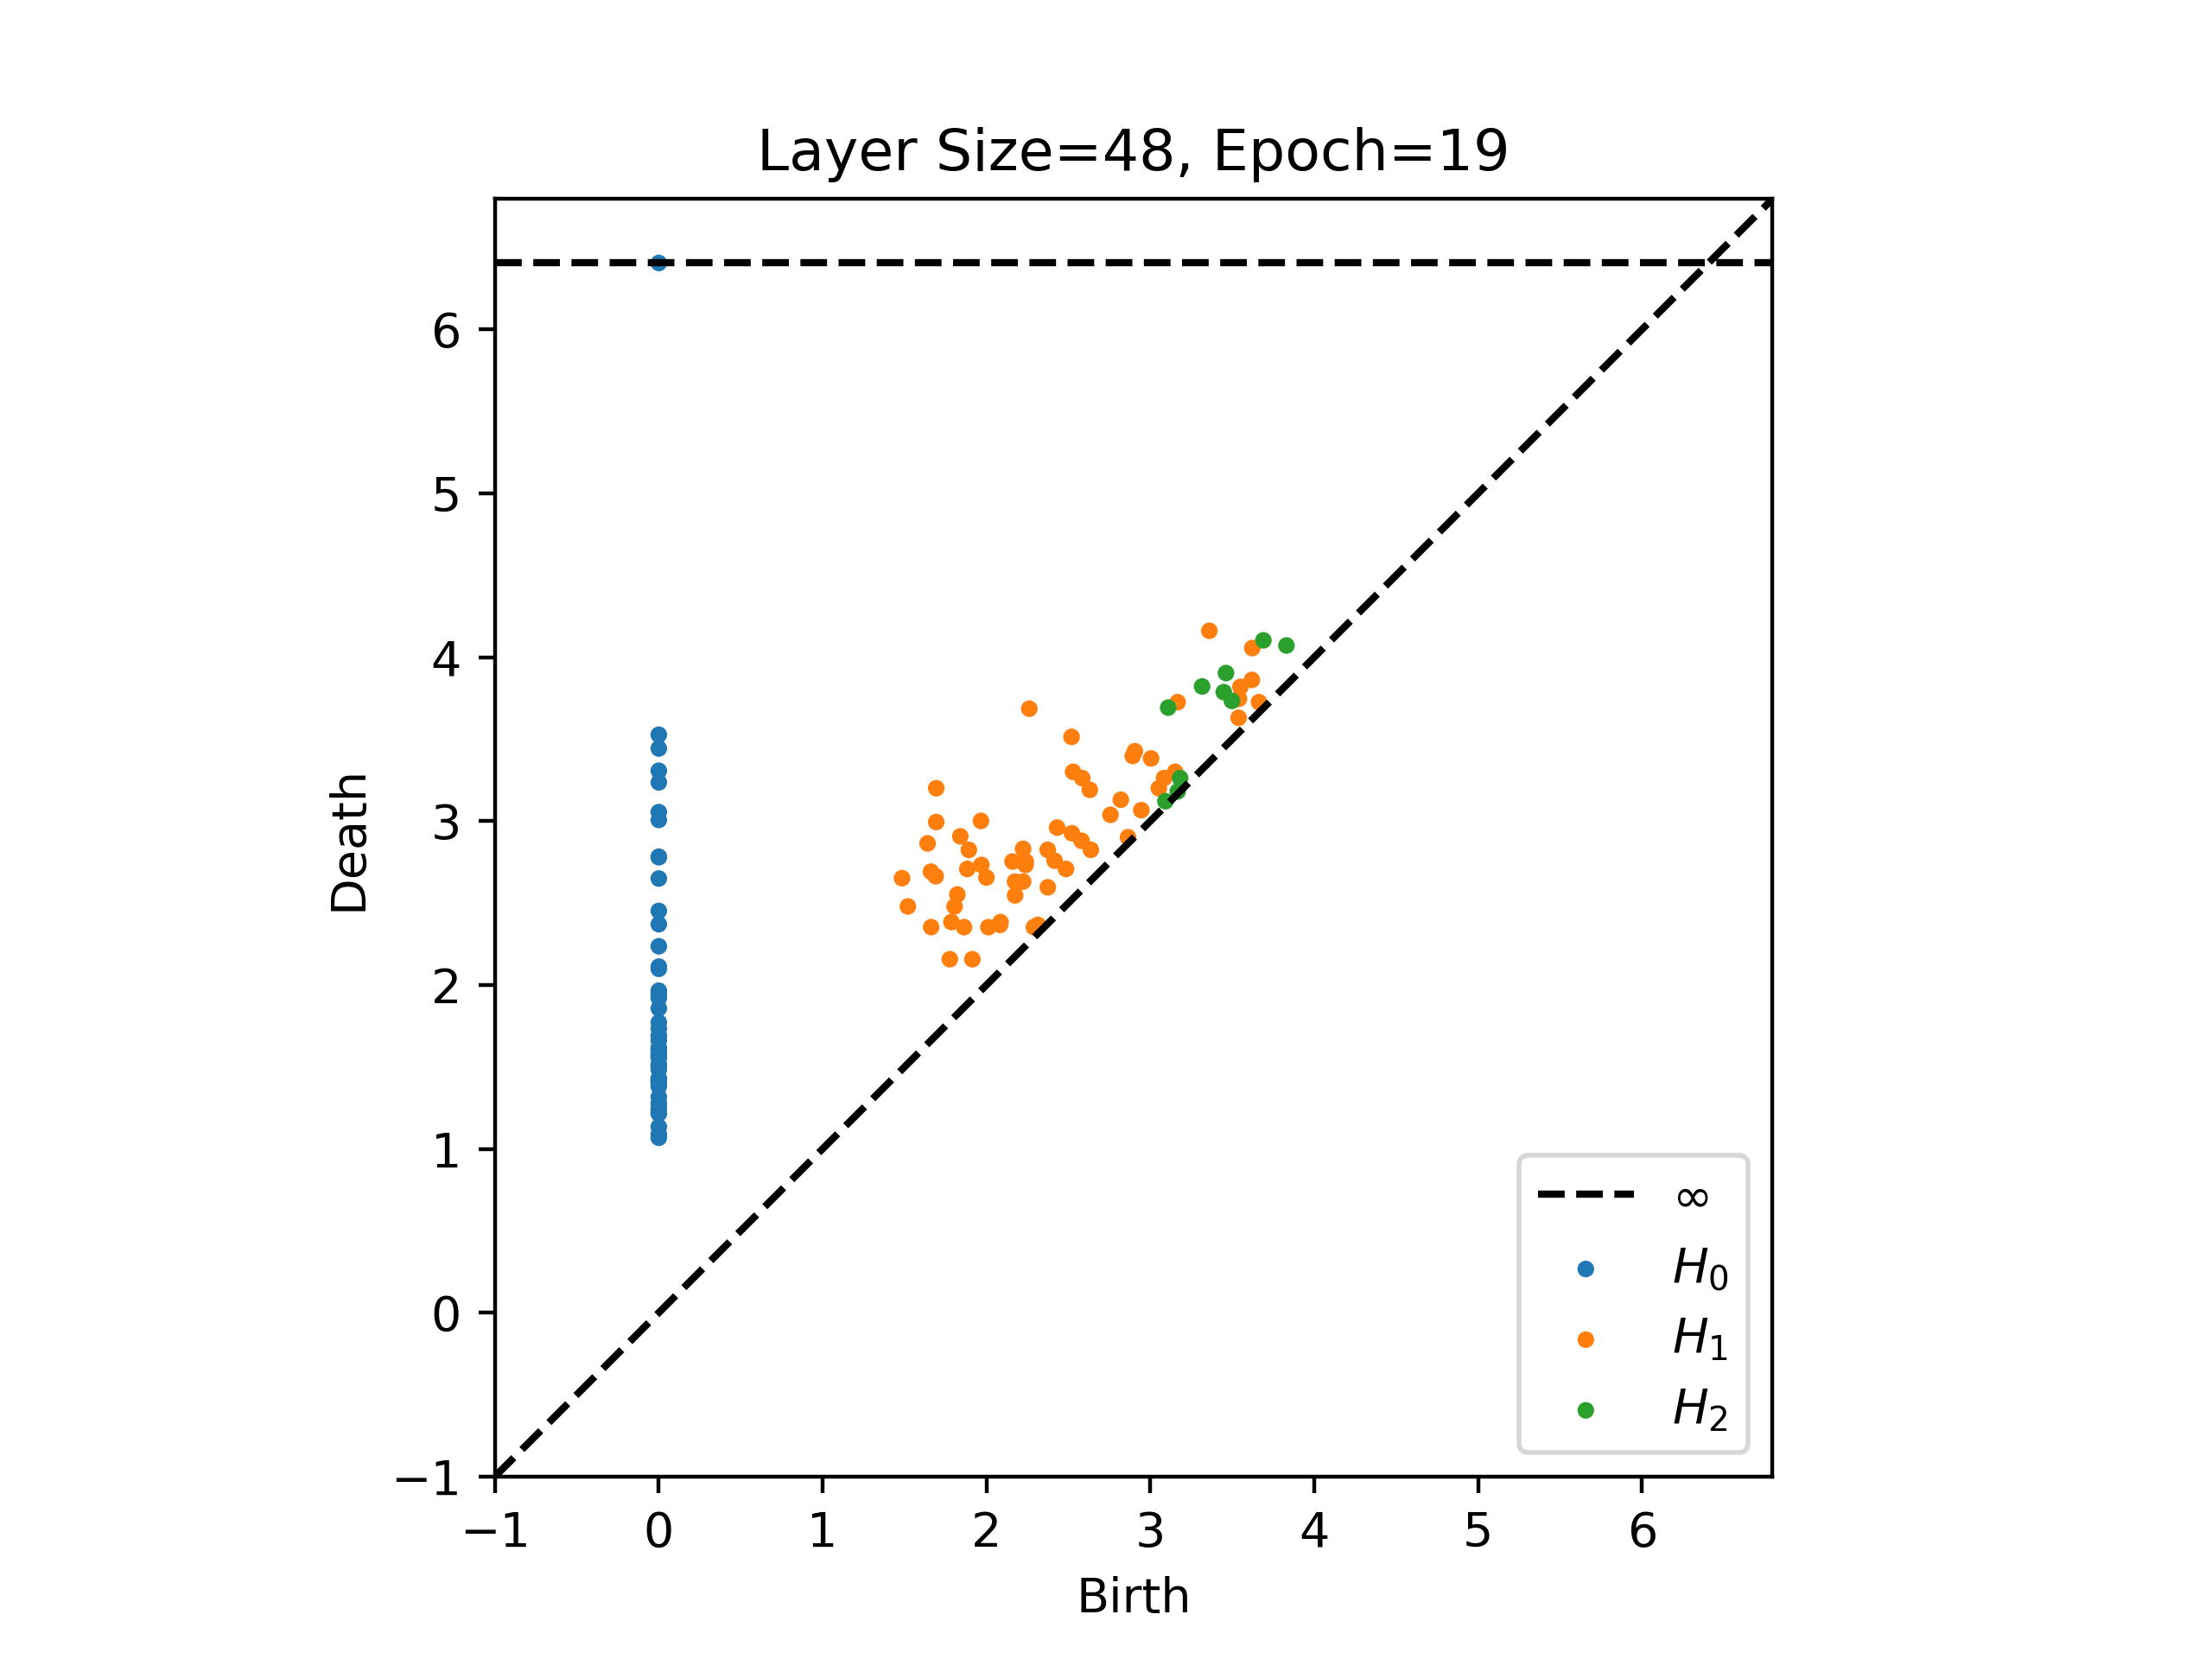 Layer Size=48, Epoch=19
Death
6
5
4
3
2
1
0
−1
−1 0 1 2 3 4 5 6
Birth
∞
H₀
H₁
H₂